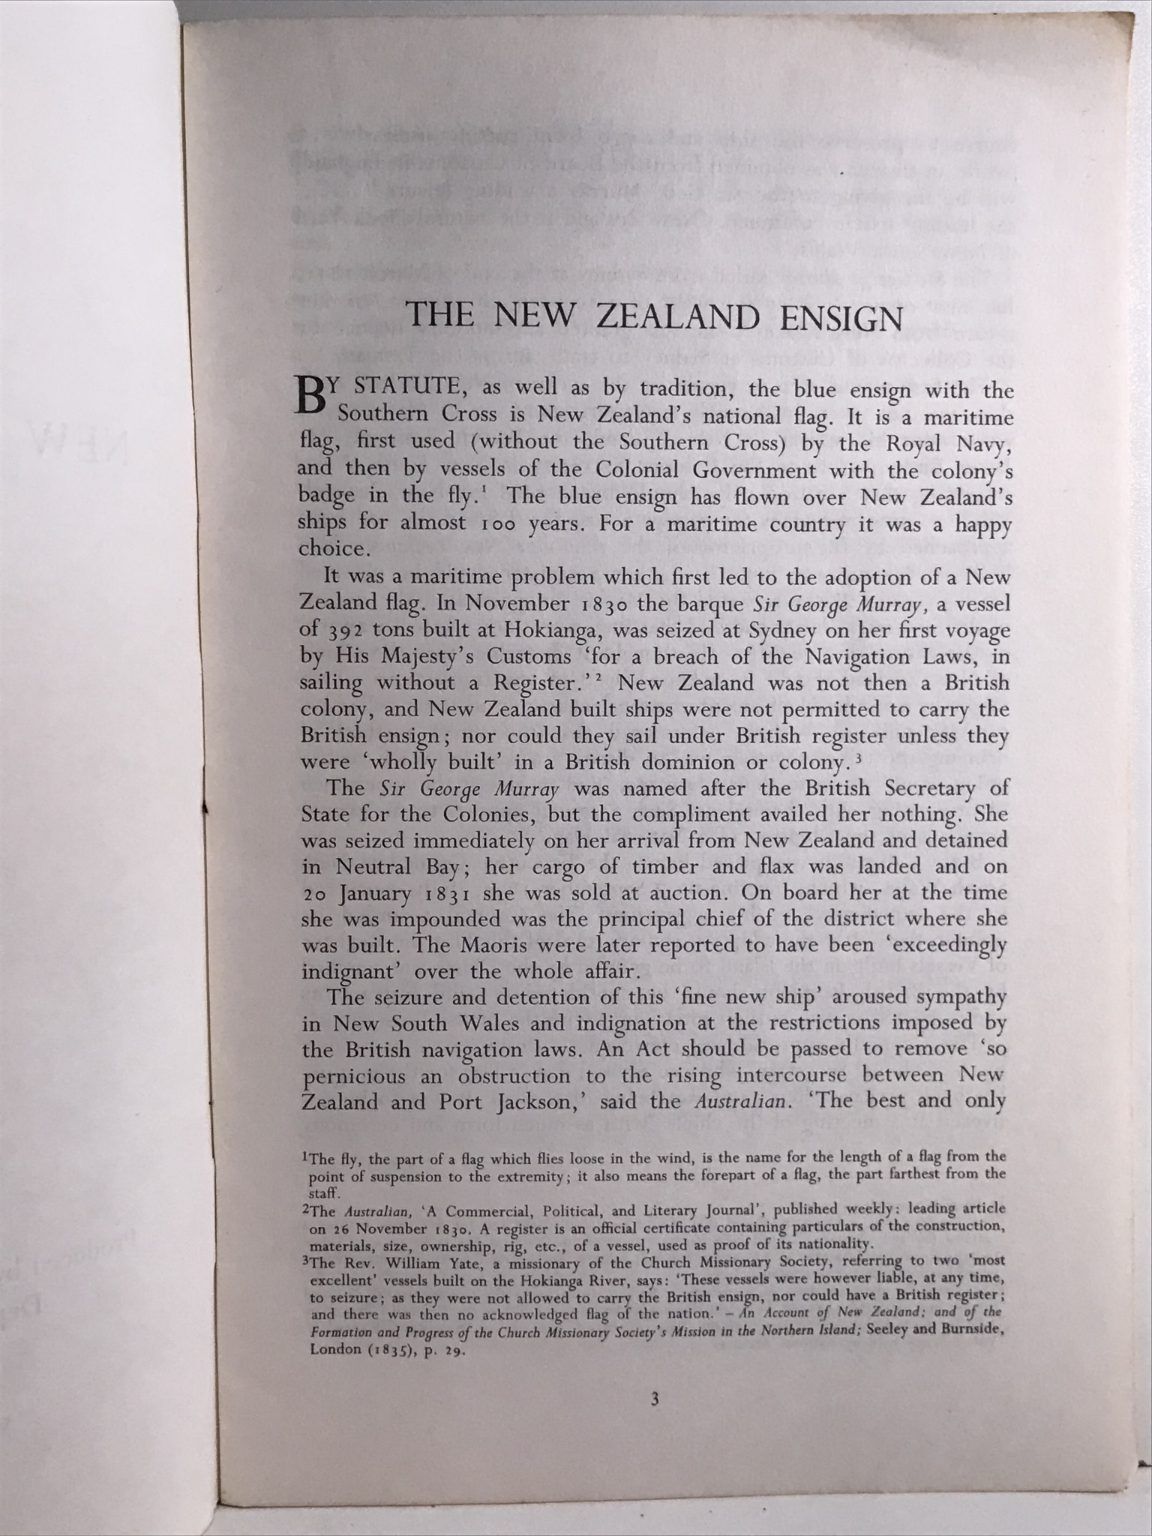 THE NEW ZEALAND ENSIGN
BY STATUTE, as well as by tradition, the blue ensign with the
Southern Cross is New Zealand's national flag. It is a maritime
flag, first used (without the Southern Cross) by the Royal Navy,
and then by vessels of the Colonial Government with the colony's
badge in the fly.¹ The blue ensign has flown over New Zealand's
ships for almost 100 years. For a maritime country it was a happy
choice.
It was a maritime problem which first led to the adoption of a New
Zealand flag. In November 1830 the barque Sir George Murray, a vessel
of 392 tons built at Hokianga, was seized at Sydney on her first voyage
by His Majesty's Customs 'for a breach of the Navigation Laws, in
sailing without a Register.'² New Zealand was not then a British
colony, and New Zealand built ships were not permitted to carry the
British ensign; nor could they sail under British register unless they
were 'wholly built' in a British dominion or colony.³
The Sir George Murray was named after the British Secretary of
State for the Colonies, but the compliment availed her nothing. She
was seized immediately on her arrival from New Zealand and detained
in Neutral Bay; her cargo of timber and flax was landed and on
20 January 1831 she was sold at auction. On board her at the time
she was impounded was the principal chief of the district where she
was built. The Maoris were later reported to have been 'exceedingly
indignant' over the whole affair.
The seizure and detention of this 'fine new ship' aroused sympathy
in New South Wales and indignation at the restrictions imposed by
the British navigation laws. An Act should be passed to remove 'so
pernicious an obstruction to the rising intercourse between New
Zealand and Port Jackson,' said the Australian. 'The best and only
¹The fly, the part of a flag which flies loose in the wind, is the name for the length of a flag from the
point of suspension to the extremity; it also means the forepart of a flag, the part farthest from the
staff.
²The Australian, 'A Commercial, Political, and Literary Journal', published weekly: leading article
on 26 November 1830. A register is an official certificate containing particulars of the construction,
materials, size, ownership, rig, etc., of a vessel, used as proof of its nationality.
³The Rev. William Yate, a missionary of the Church Missionary Society, referring to two 'most
excellent' vessels built on the Hokianga River, says: 'These vessels were however liable, at any time,
to seizure; as they were not allowed to carry the British ensign, nor could have a British register;
and there was then no acknowledged flag of the nation.' – An Account of New Zealand; and of the
Formation and Progress of the Church Missionary Society's Mission in the Northern Island; Seeley and Burnside,
London (1835), p. 29.
3